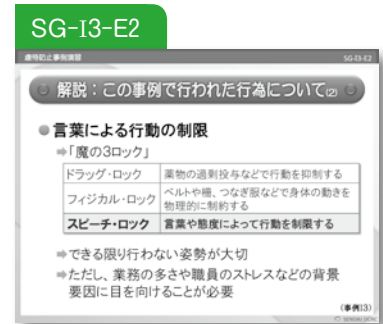 SG-I3-E2
虐待防止事例演習
SG-I3-E2
解説：この事例で行われた行為について(2)
●言葉による行動の制限
⇒「魔の3ロック」
ドラッグ・ロック 薬物の過剰投与などで行動を抑制する
フィジカル・ロック ベルトや柵、つなぎ服などで身体の動きを
物理的に制約する
スピーチ・ロック 言葉や態度によって行動を制限する
⇒できる限り行わない姿勢が大切
⇒ただし、業務の多さや職員のストレスなどの背景
要因に目を向けることが必要
(事例I3)